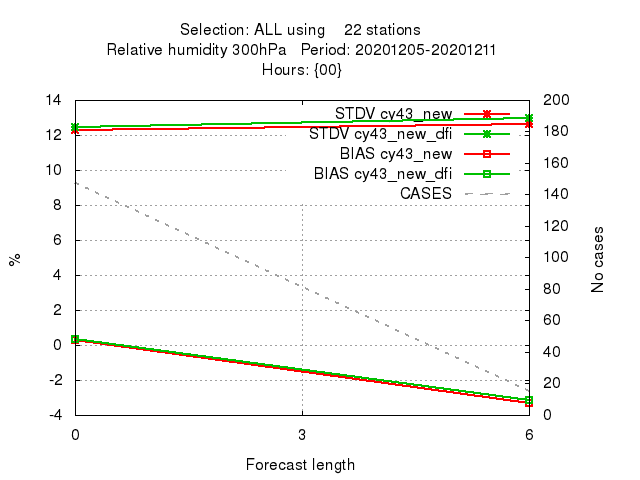 Selection: ALL using    22 stations
Relative humidity 300hPa   Period: 20201205-20201211
Hours: {00}
STDV cy43_new
STDV cy43_new_dfi
BIAS cy43_new
BIAS cy43_new_dfi
CASES
14
12
10
8
6
4
2
0
-2
-4
%
200
180
160
140
120
100
80
60
40
20
0
No cases
0 3 6
Forecast length